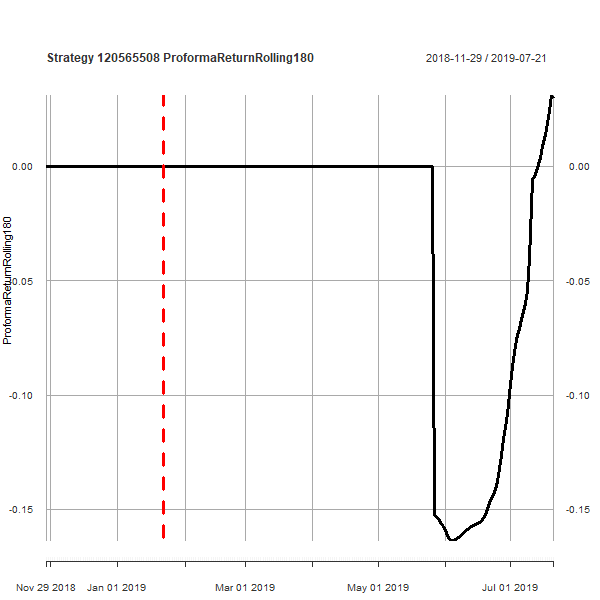 Strategy 120565508 ProformaReturnRolling180
2018-11-29 / 2019-07-21
ProformaReturnRolling180
0.00
0.00
-0.05
-0.05
-0.10
-0.10
-0.15
-0.15
Nov 29 2018
Jan 01 2019
Mar 01 2019
May 01 2019
Jul 01 2019